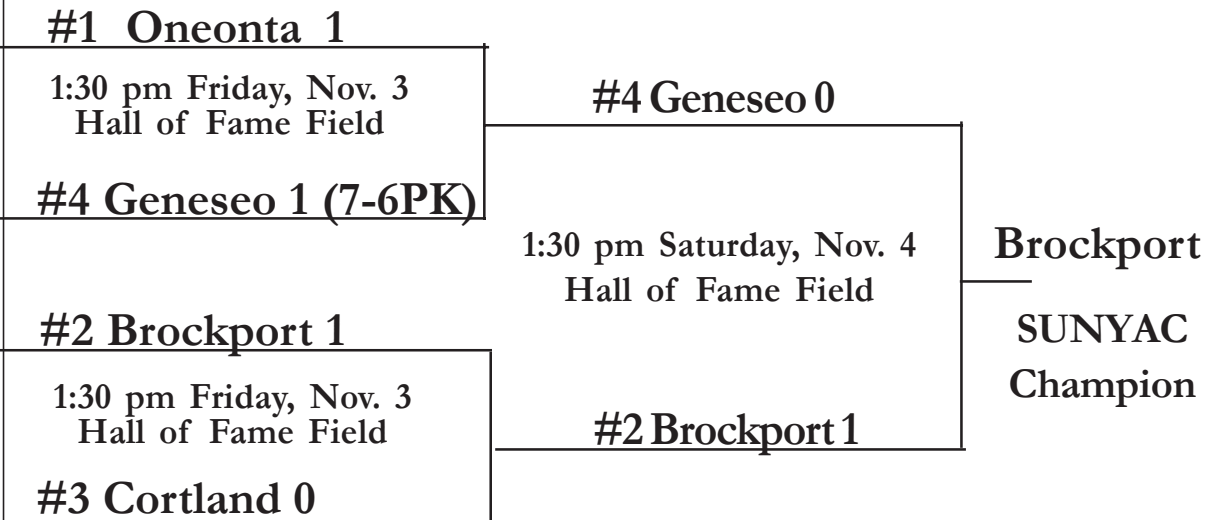 #1 Oneonta 1
1:30 pm Friday, Nov. 3
Hall of Fame Field
#4 Geneseo 1 (7-6PK)
#2 Brockport 1
1:30 pm Friday, Nov. 3
Hall of Fame Field
#3 Cortland 0
#4 Geneseo 0
1:30 pm Saturday, Nov. 4
Hall of Fame Field
#2 Brockport 1
Brockport
SUNYAC
Champion